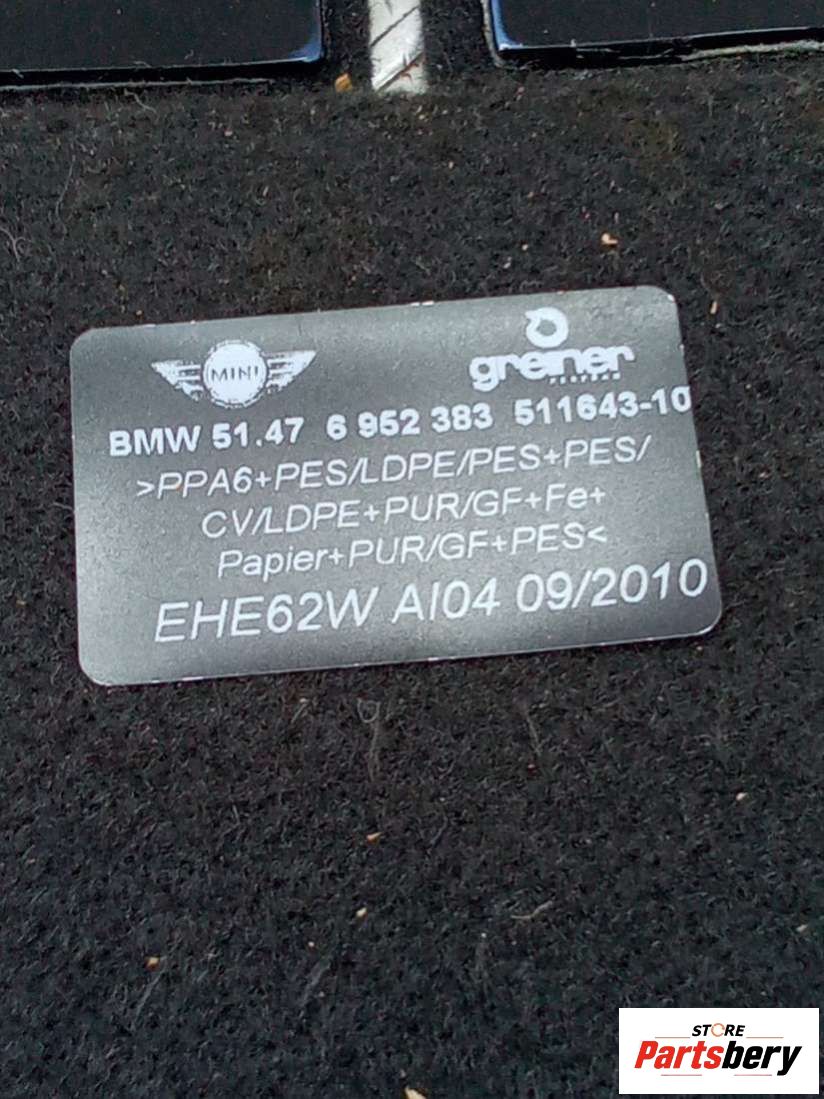 MINI
greiner
BMW 51.47 6 952 383 511643-10
>PPA6+PES/LDPE/PES+PES/
CV/LDPE+PUR/GF+Fe+
Papier+PUR/GF+PES<
EHE62W AI04 09/2010
STORE
Partsbery